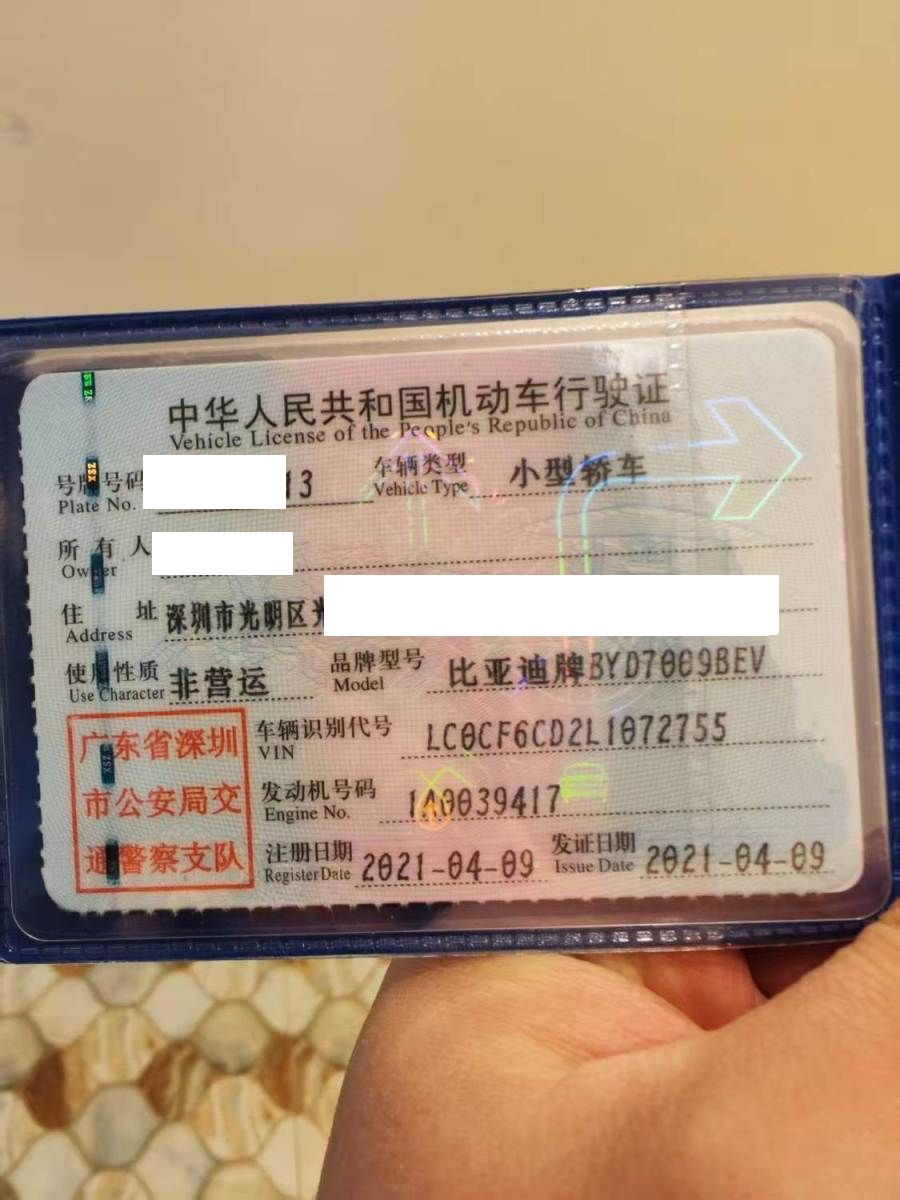 中华人民共和国机动车行驶证
Vehicle License of the People's Republic of China
号牌号码 13 车辆类型 小型轿车
Plate No. Vehicle Type
所有人
Owner
住址 深圳市光明区光
Address
使用性质 非营运 品牌型号 比亚迪牌BYD7009BEV
Use Character Model
车辆识别代号 LC0CF6CD2L1072755
VIN
发动机号码 1A0039417
Engine No.
注册日期 2021-04-09 发证日期 2021-04-09
Register Date Issue Date
广东省深圳
市公安局交
通警察支队